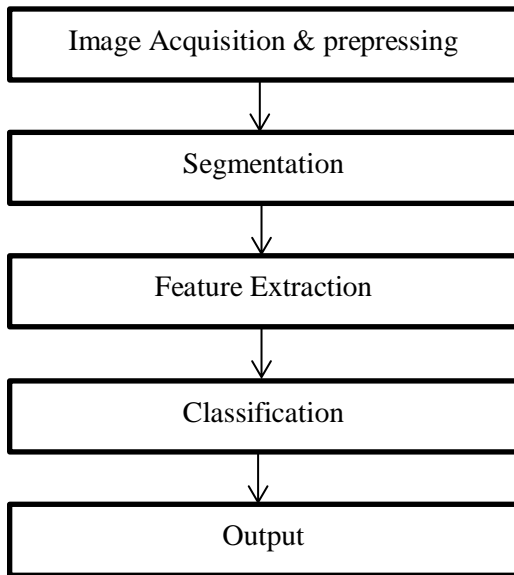 Image Acquisition & prepressing
Segmentation
Feature Extraction
Classification
Output